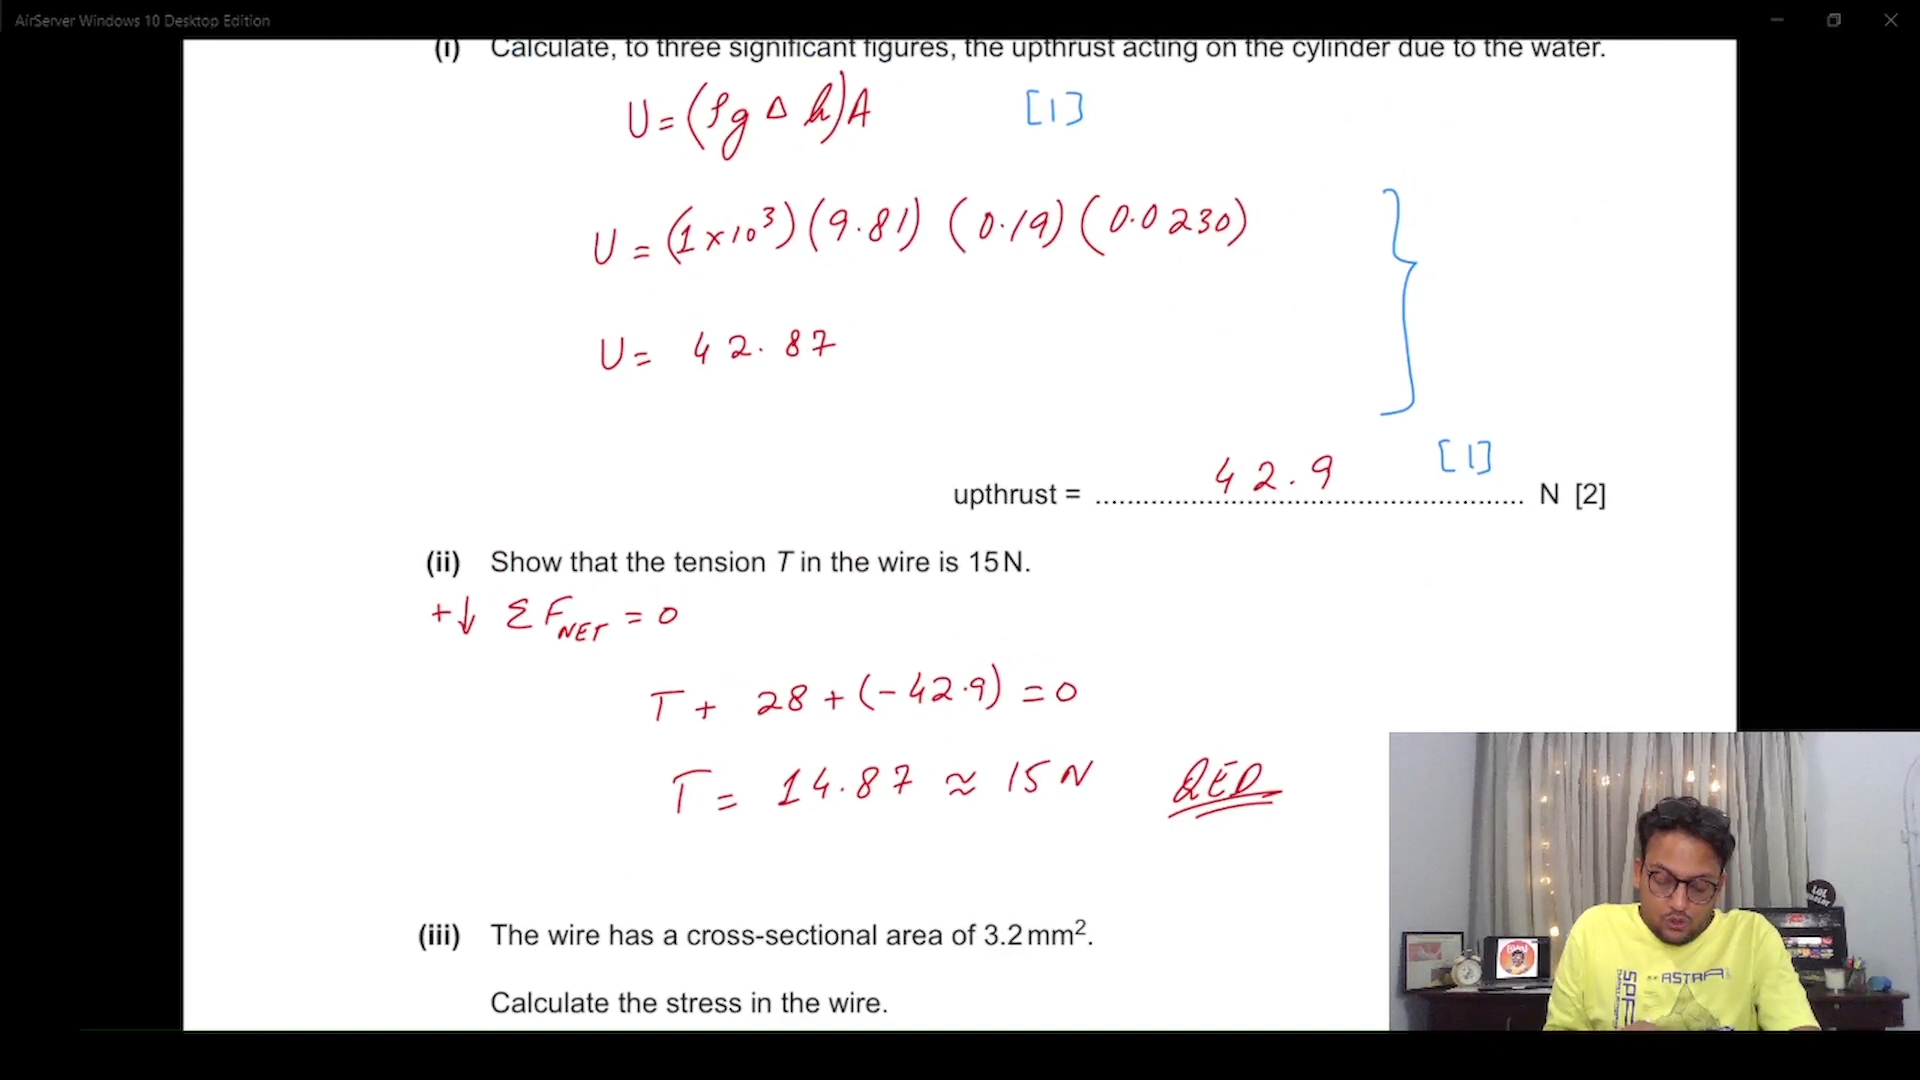 AirServer Windows 10 Desktop Edition
(i) Calculate, to three significant figures, the upthrust acting on the cylinder due to the water.
U = (ρg Δ h)A [1]
U = (1×10³)(9.81) (0.19)(0.0230)
U = 42.87
[1]
upthrust = ........ 42.9 ........ N [2]
(ii) Show that the tension T in the wire is 15 N.
+↓ Σ F_NET = 0
T + 28 + (-42.9) = 0
T = 14.87 ≈ 15 N QED
(iii) The wire has a cross-sectional area of 3.2 mm².
Calculate the stress in the wire.
ASTRA